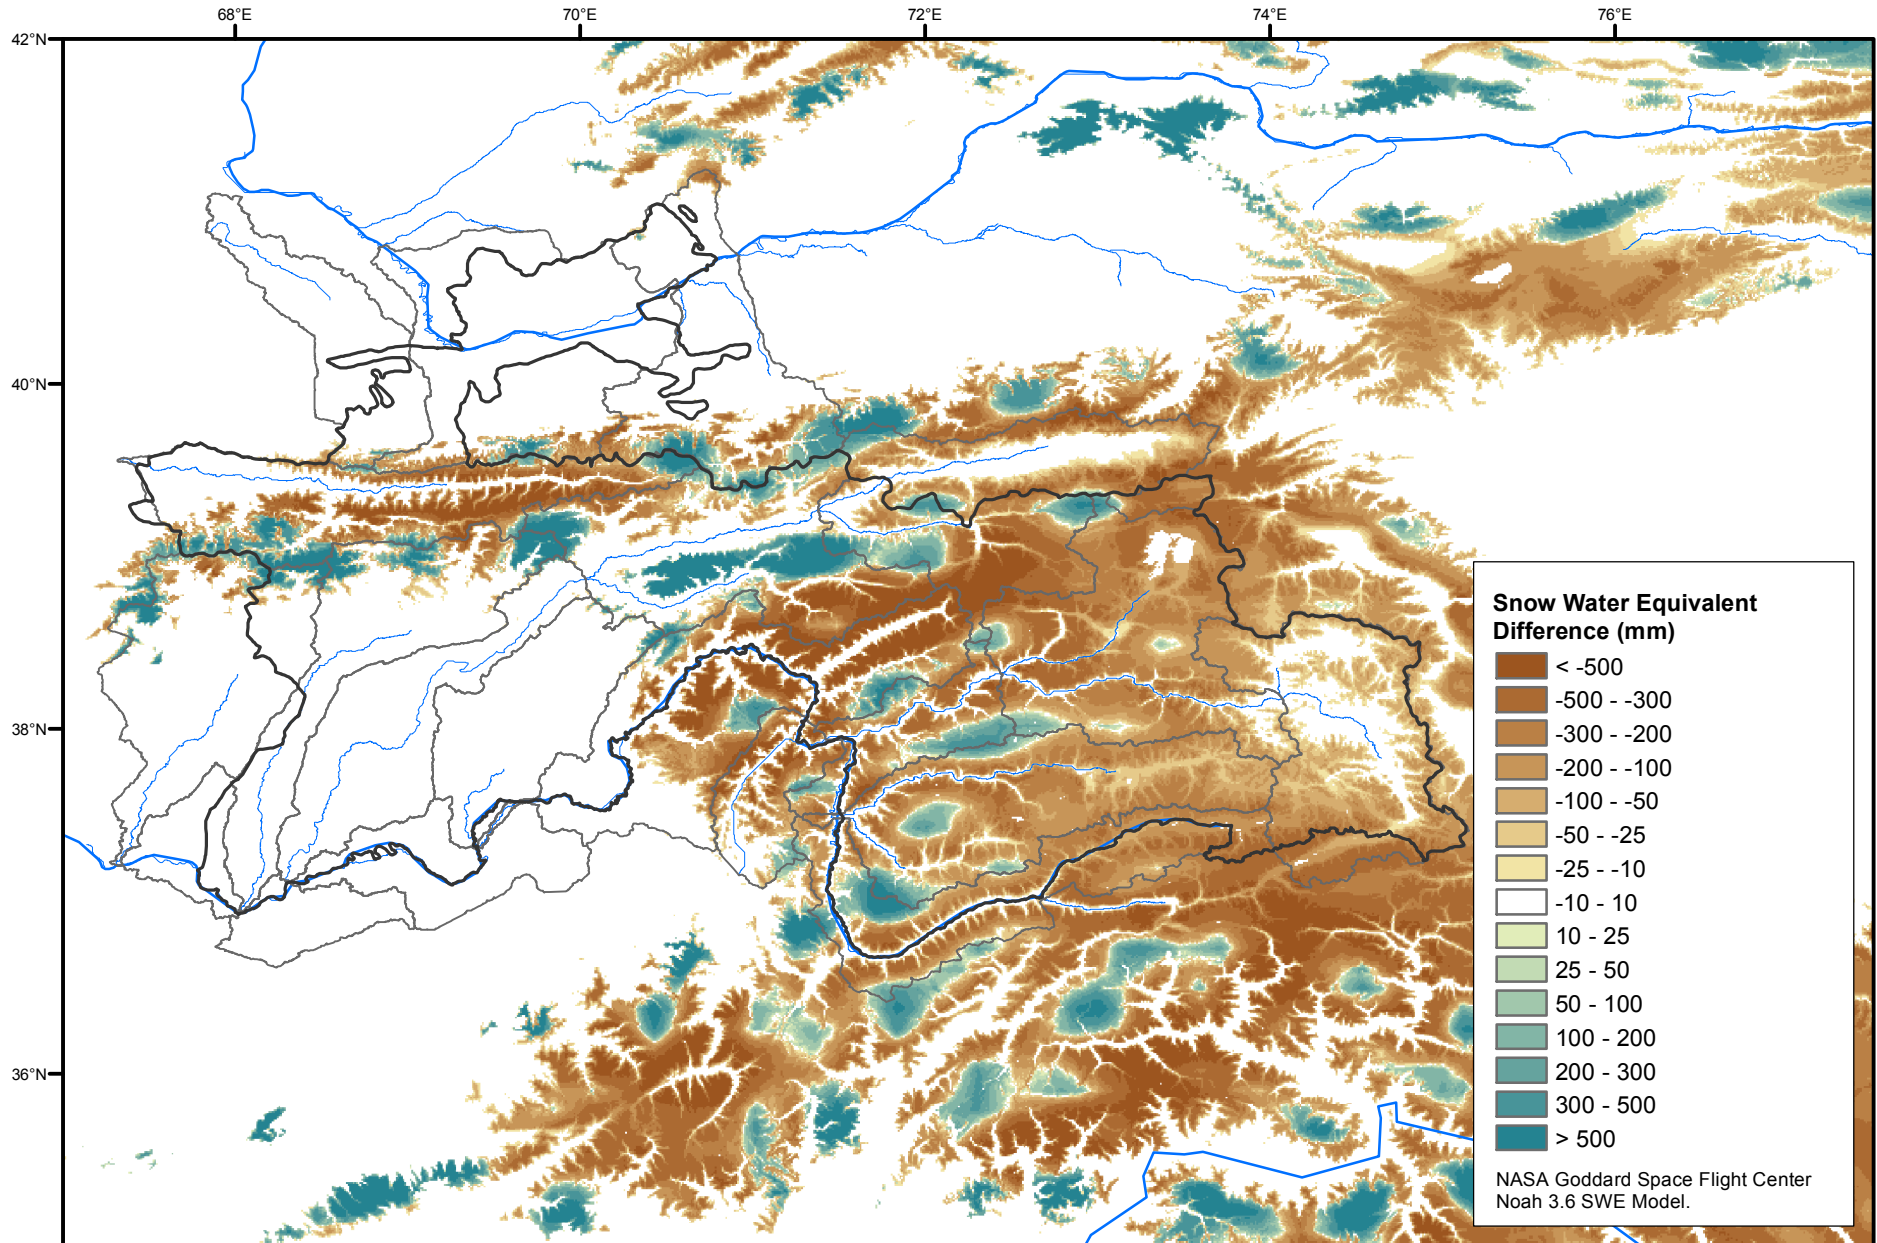 68°E
70°E
72°E
74°E
76°E
42°N
40°N
38°N
36°N
Snow Water Equivalent
Difference (mm)
< -500
-500 - -300
-300 - -200
-200 - -100
-100 - -50
-50 - -25
-25 - -10
-10 - 10
10 - 25
25 - 50
50 - 100
100 - 200
200 - 300
300 - 500
> 500
NASA Goddard Space Flight Center
Noah 3.6 SWE Model.